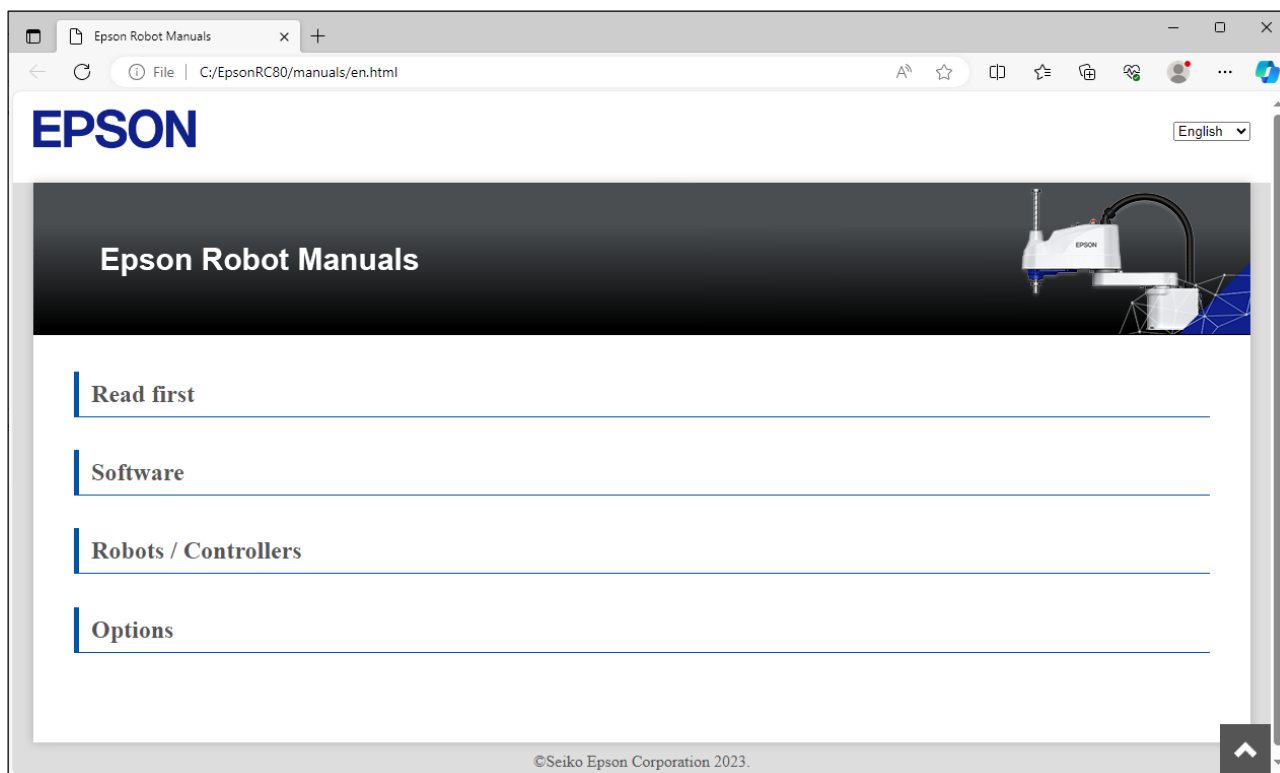 Epson Robot Manuals
File | C:/EpsonRC80/manuals/en.html
EPSON
English
Epson Robot Manuals
EPSON
Read first
Software
Robots / Controllers
Options
©Seiko Epson Corporation 2023.